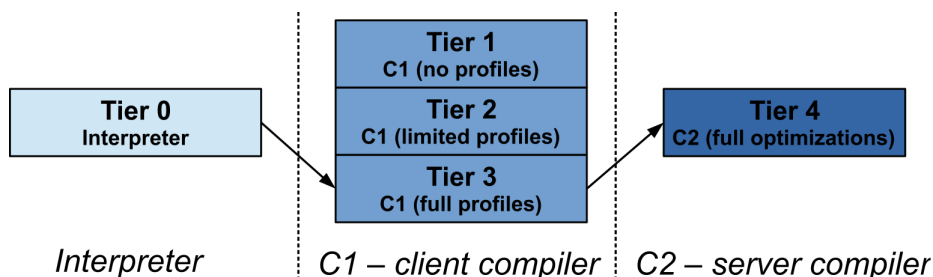 Tier 1
C1 (no profiles)
Tier 0
Interpreter
Tier 2
C1 (limited profiles)
Tier 4
C2 (full optimizations)
Tier 3
C1 (full profiles)
Interpreter
C1 – client compiler
C2 – server compiler